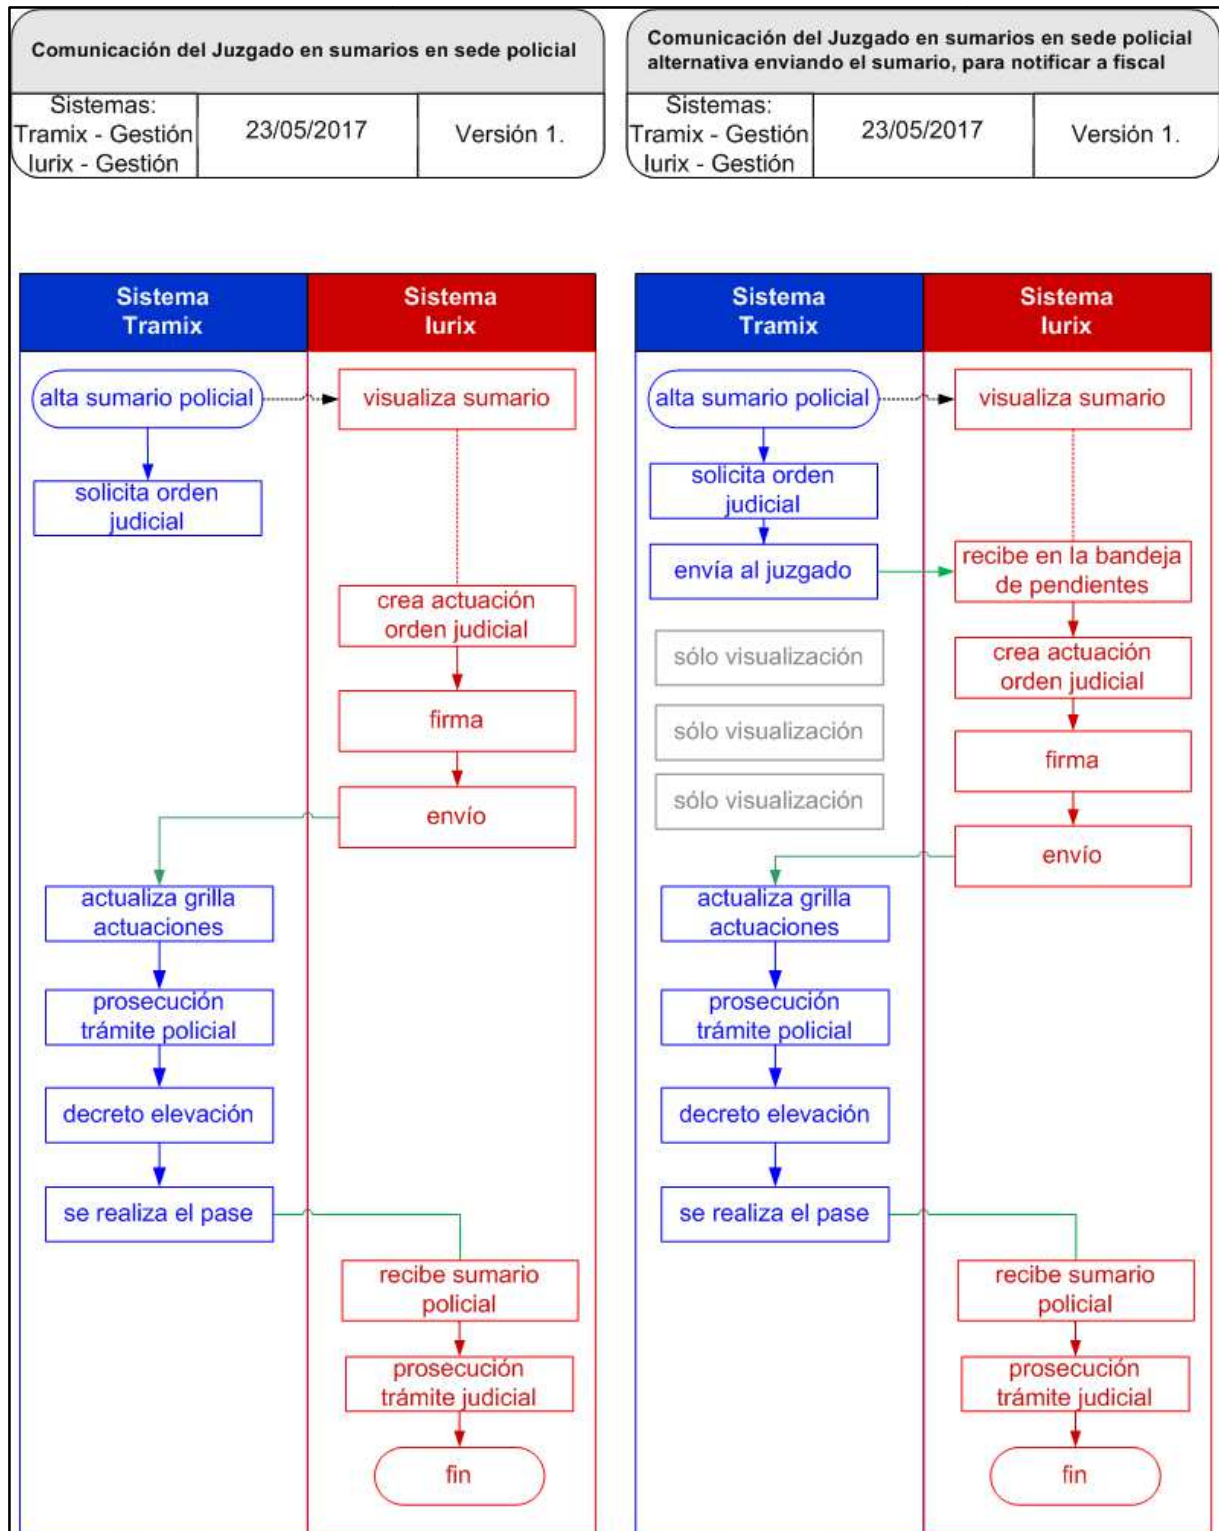 Comunicación del Juzgado en sumarios en sede policial
Sistemas:
Tramix - Gestión
Iurix - Gestión
23/05/2017
Versión 1.
Sistema
Tramix
Sistema
Iurix
alta sumario policial
visualiza sumario
solicita orden
judicial
crea actuación
orden judicial
firma
envío
actualiza grilla
actuaciones
prosecución
trámite policial
decreto elevación
se realiza el pase
recibe sumario
policial
prosecución
trámite judicial
fin
Comunicación del Juzgado en sumarios en sede policial
alternativa enviando el sumario, para notificar a fiscal
Sistemas:
Tramix - Gestión
Iurix - Gestión
23/05/2017
Versión 1.
Sistema
Tramix
Sistema
Iurix
alta sumario policial
visualiza sumario
solicita orden
judicial
envía al juzgado
recibe en la bandeja
de pendientes
sólo visualización
crea actuación
orden judicial
sólo visualización
firma
sólo visualización
envío
actualiza grilla
actuaciones
prosecución
trámite policial
decreto elevación
se realiza el pase
recibe sumario
policial
prosecución
trámite judicial
fin